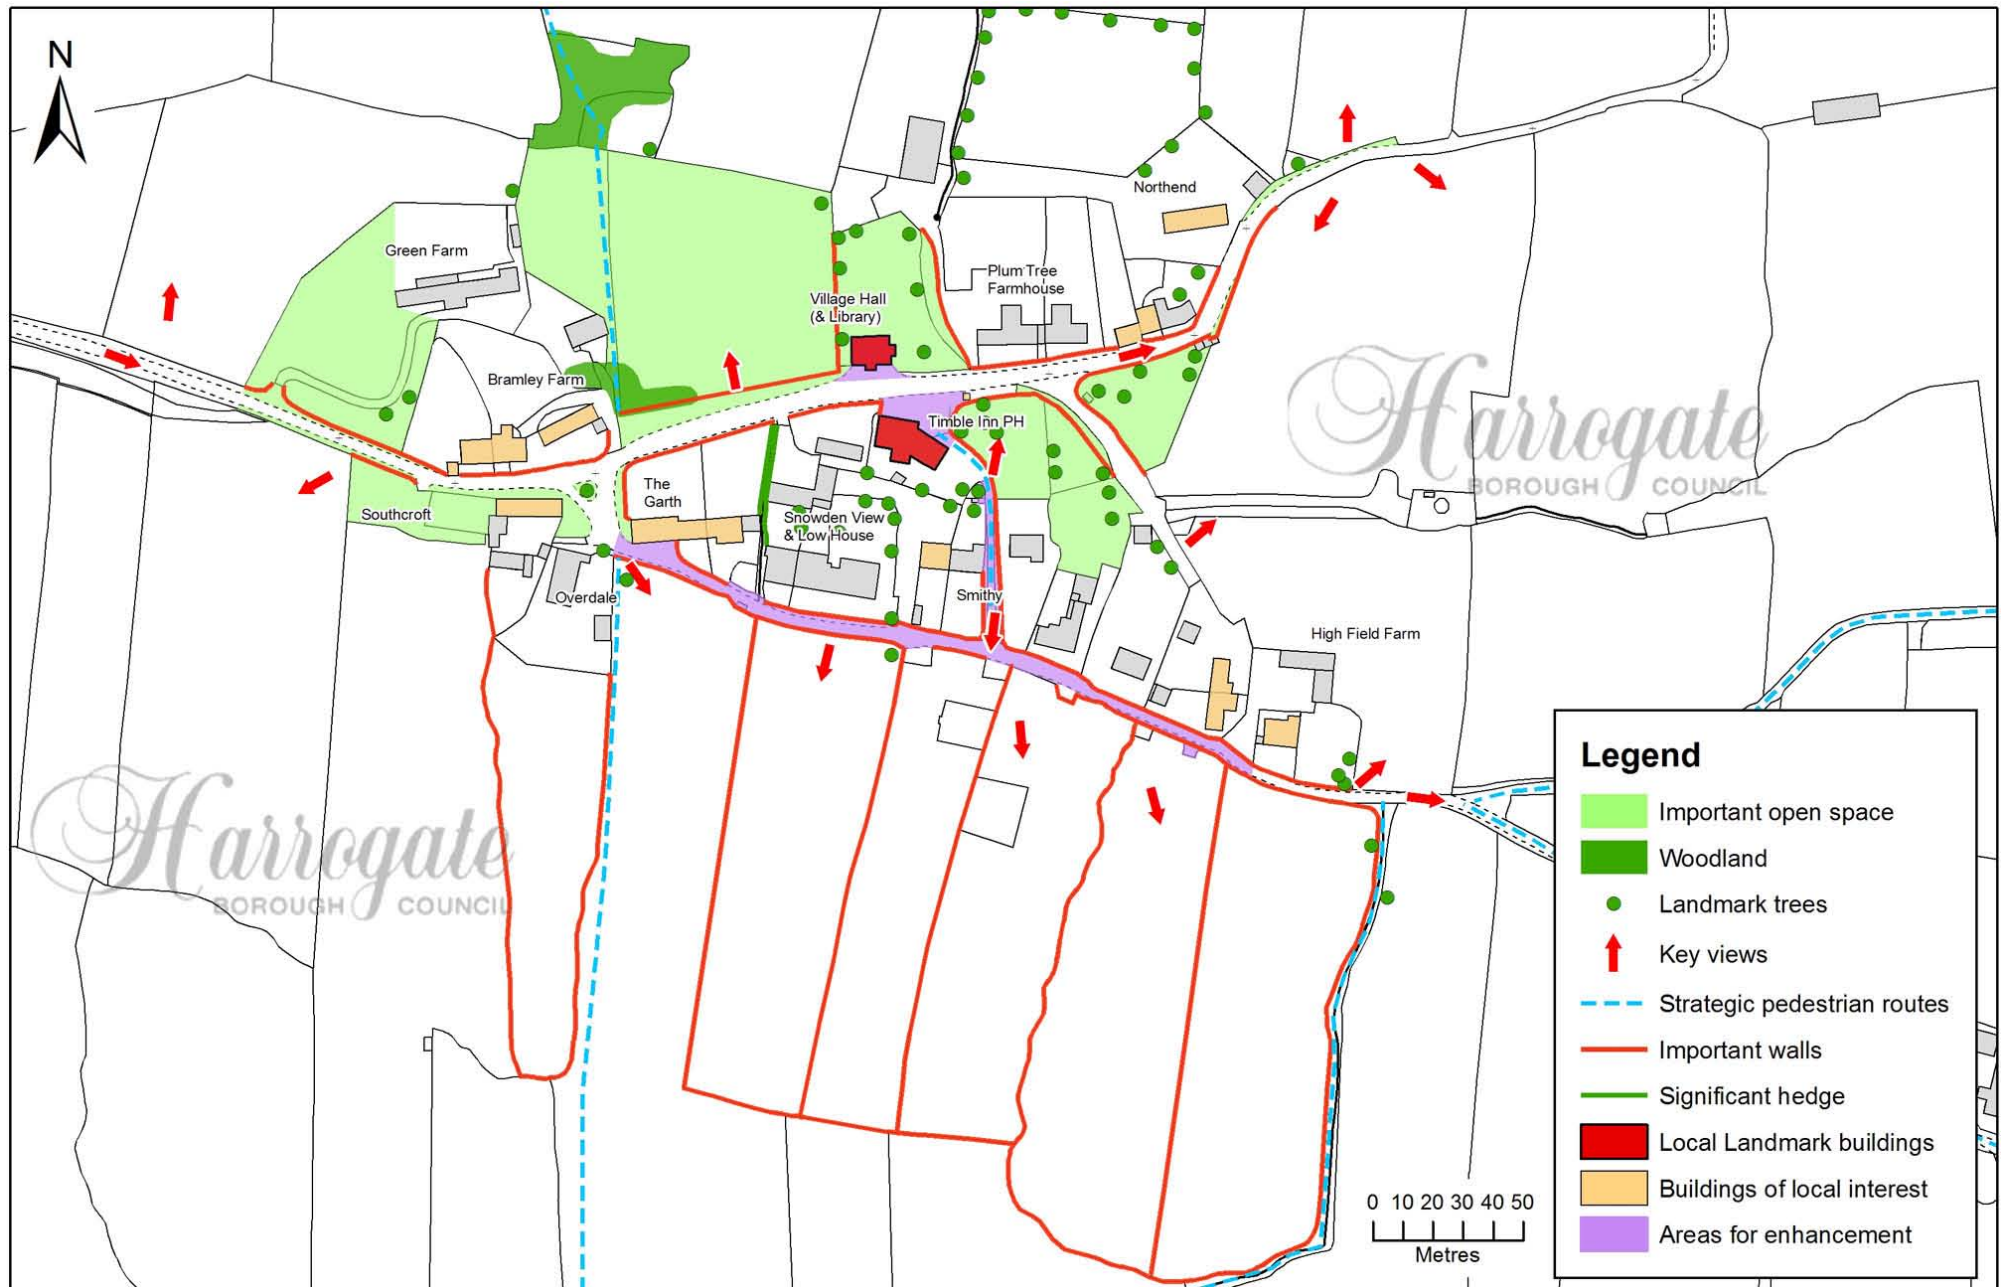 N
Northend
Green Farm
Plum Tree
Farmhouse
Village Hall
(& Library)
Bramley Farm
Timble Inn PH
Harrogate
BOROUGH COUNCIL
The
Garth
Southcroft
Snowden View
& Low House
Overdale
Smithy
High Field Farm
Harrogate
BOROUGH COUNCIL
Legend
Important open space
Woodland
Landmark trees
Key views
Strategic pedestrian routes
Important walls
Significant hedge
Local Landmark buildings
Buildings of local interest
Areas for enhancement
0 10 20 30 40 50
Metres